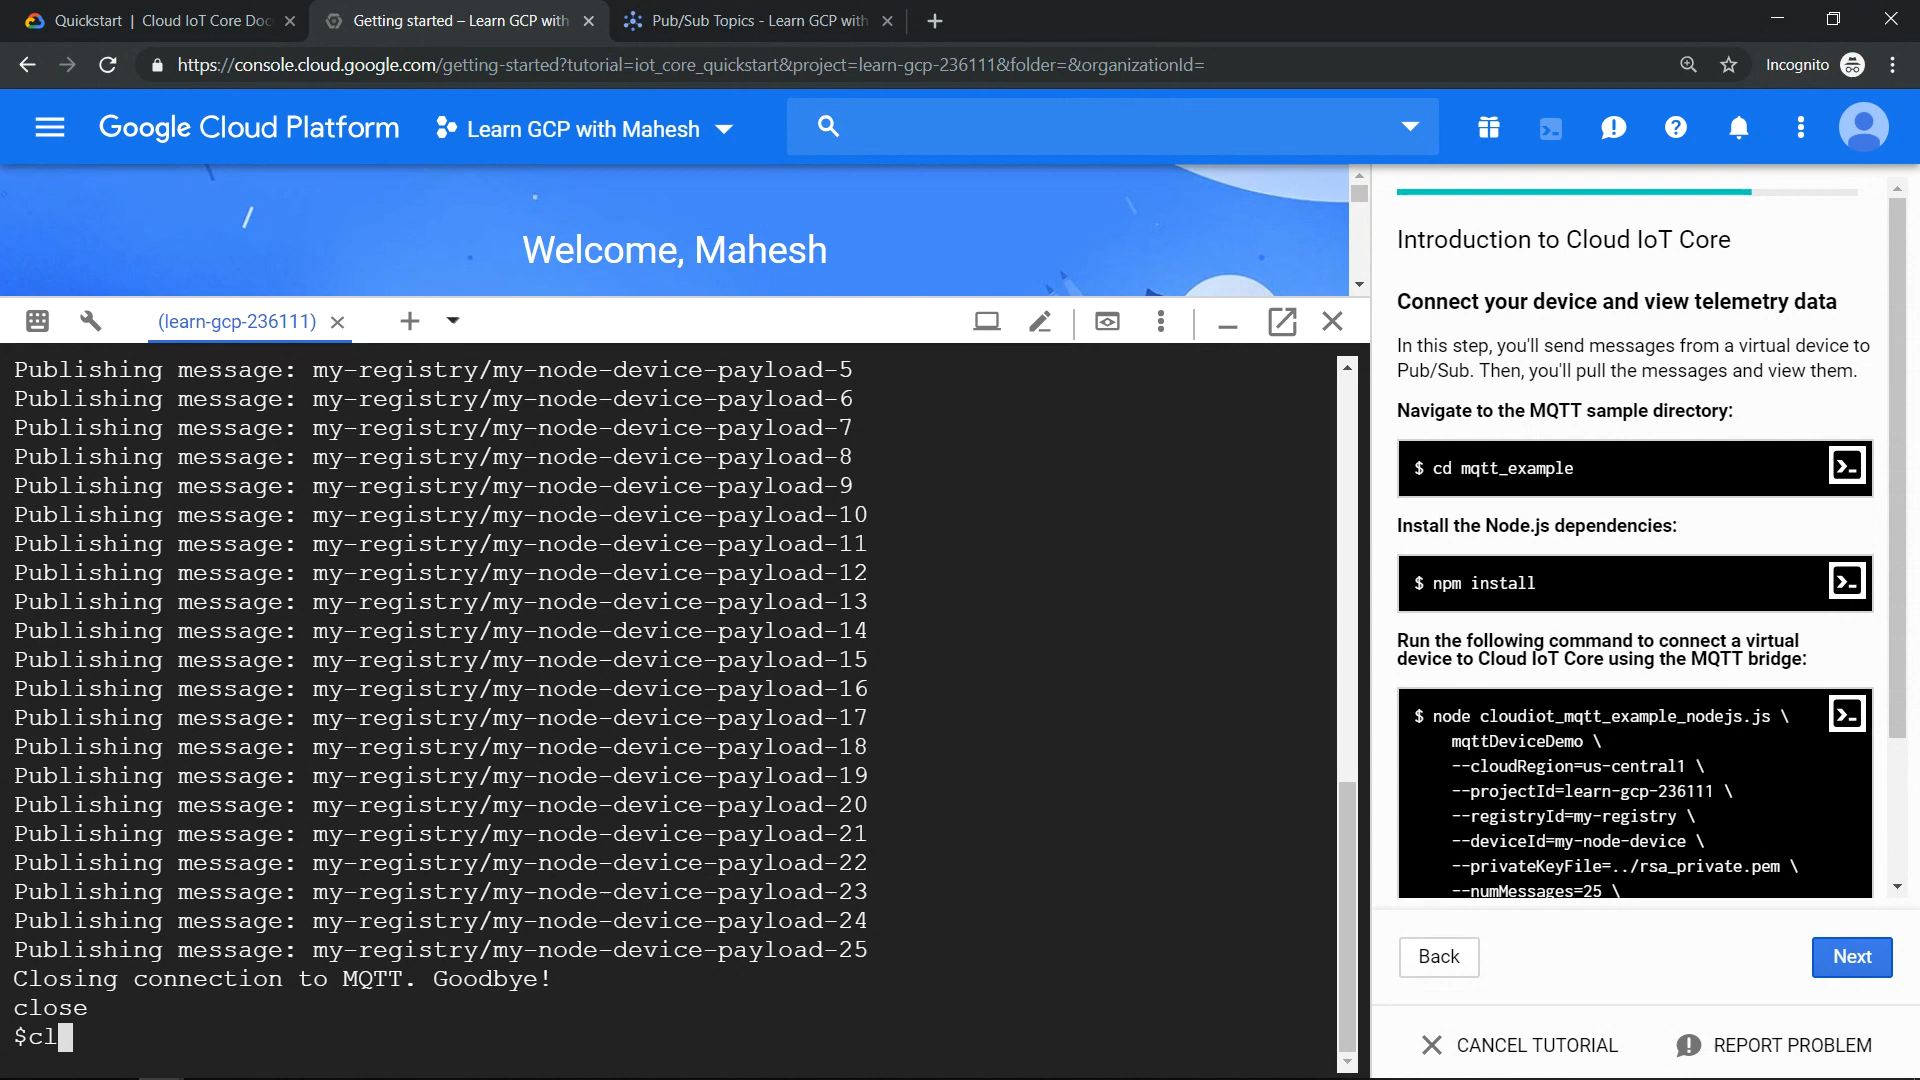 Quickstart | Cloud IoT Core Doc
Getting started – Learn GCP with
Pub/Sub Topics - Learn GCP with
https://console.cloud.google.com/getting-started?tutorial=iot_core_quickstart&project=learn-gcp-236111&folder=&organizationId=
Incognito
Google Cloud Platform
Learn GCP with Mahesh
Welcome, Mahesh
(learn-gcp-236111)
Publishing message: my-registry/my-node-device-payload-5
Publishing message: my-registry/my-node-device-payload-6
Publishing message: my-registry/my-node-device-payload-7
Publishing message: my-registry/my-node-device-payload-8
Publishing message: my-registry/my-node-device-payload-9
Publishing message: my-registry/my-node-device-payload-10
Publishing message: my-registry/my-node-device-payload-11
Publishing message: my-registry/my-node-device-payload-12
Publishing message: my-registry/my-node-device-payload-13
Publishing message: my-registry/my-node-device-payload-14
Publishing message: my-registry/my-node-device-payload-15
Publishing message: my-registry/my-node-device-payload-16
Publishing message: my-registry/my-node-device-payload-17
Publishing message: my-registry/my-node-device-payload-18
Publishing message: my-registry/my-node-device-payload-19
Publishing message: my-registry/my-node-device-payload-20
Publishing message: my-registry/my-node-device-payload-21
Publishing message: my-registry/my-node-device-payload-22
Publishing message: my-registry/my-node-device-payload-23
Publishing message: my-registry/my-node-device-payload-24
Publishing message: my-registry/my-node-device-payload-25
Closing connection to MQTT. Goodbye!
close
$cl
Introduction to Cloud IoT Core
Connect your device and view telemetry data
In this step, you'll send messages from a virtual device to
Pub/Sub. Then, you'll pull the messages and view them.
Navigate to the MQTT sample directory:
$ cd mqtt_example
Install the Node.js dependencies:
$ npm install
Run the following command to connect a virtual
device to Cloud IoT Core using the MQTT bridge:
$ node cloudiot_mqtt_example_nodejs.js \
mqttDeviceDemo \
--cloudRegion=us-central1 \
--projectId=learn-gcp-236111 \
--registryId=my-registry \
--deviceId=my-node-device \
--privateKeyFile=../rsa_private.pem \
--numMessages=25 \
Back
Next
CANCEL TUTORIAL
REPORT PROBLEM